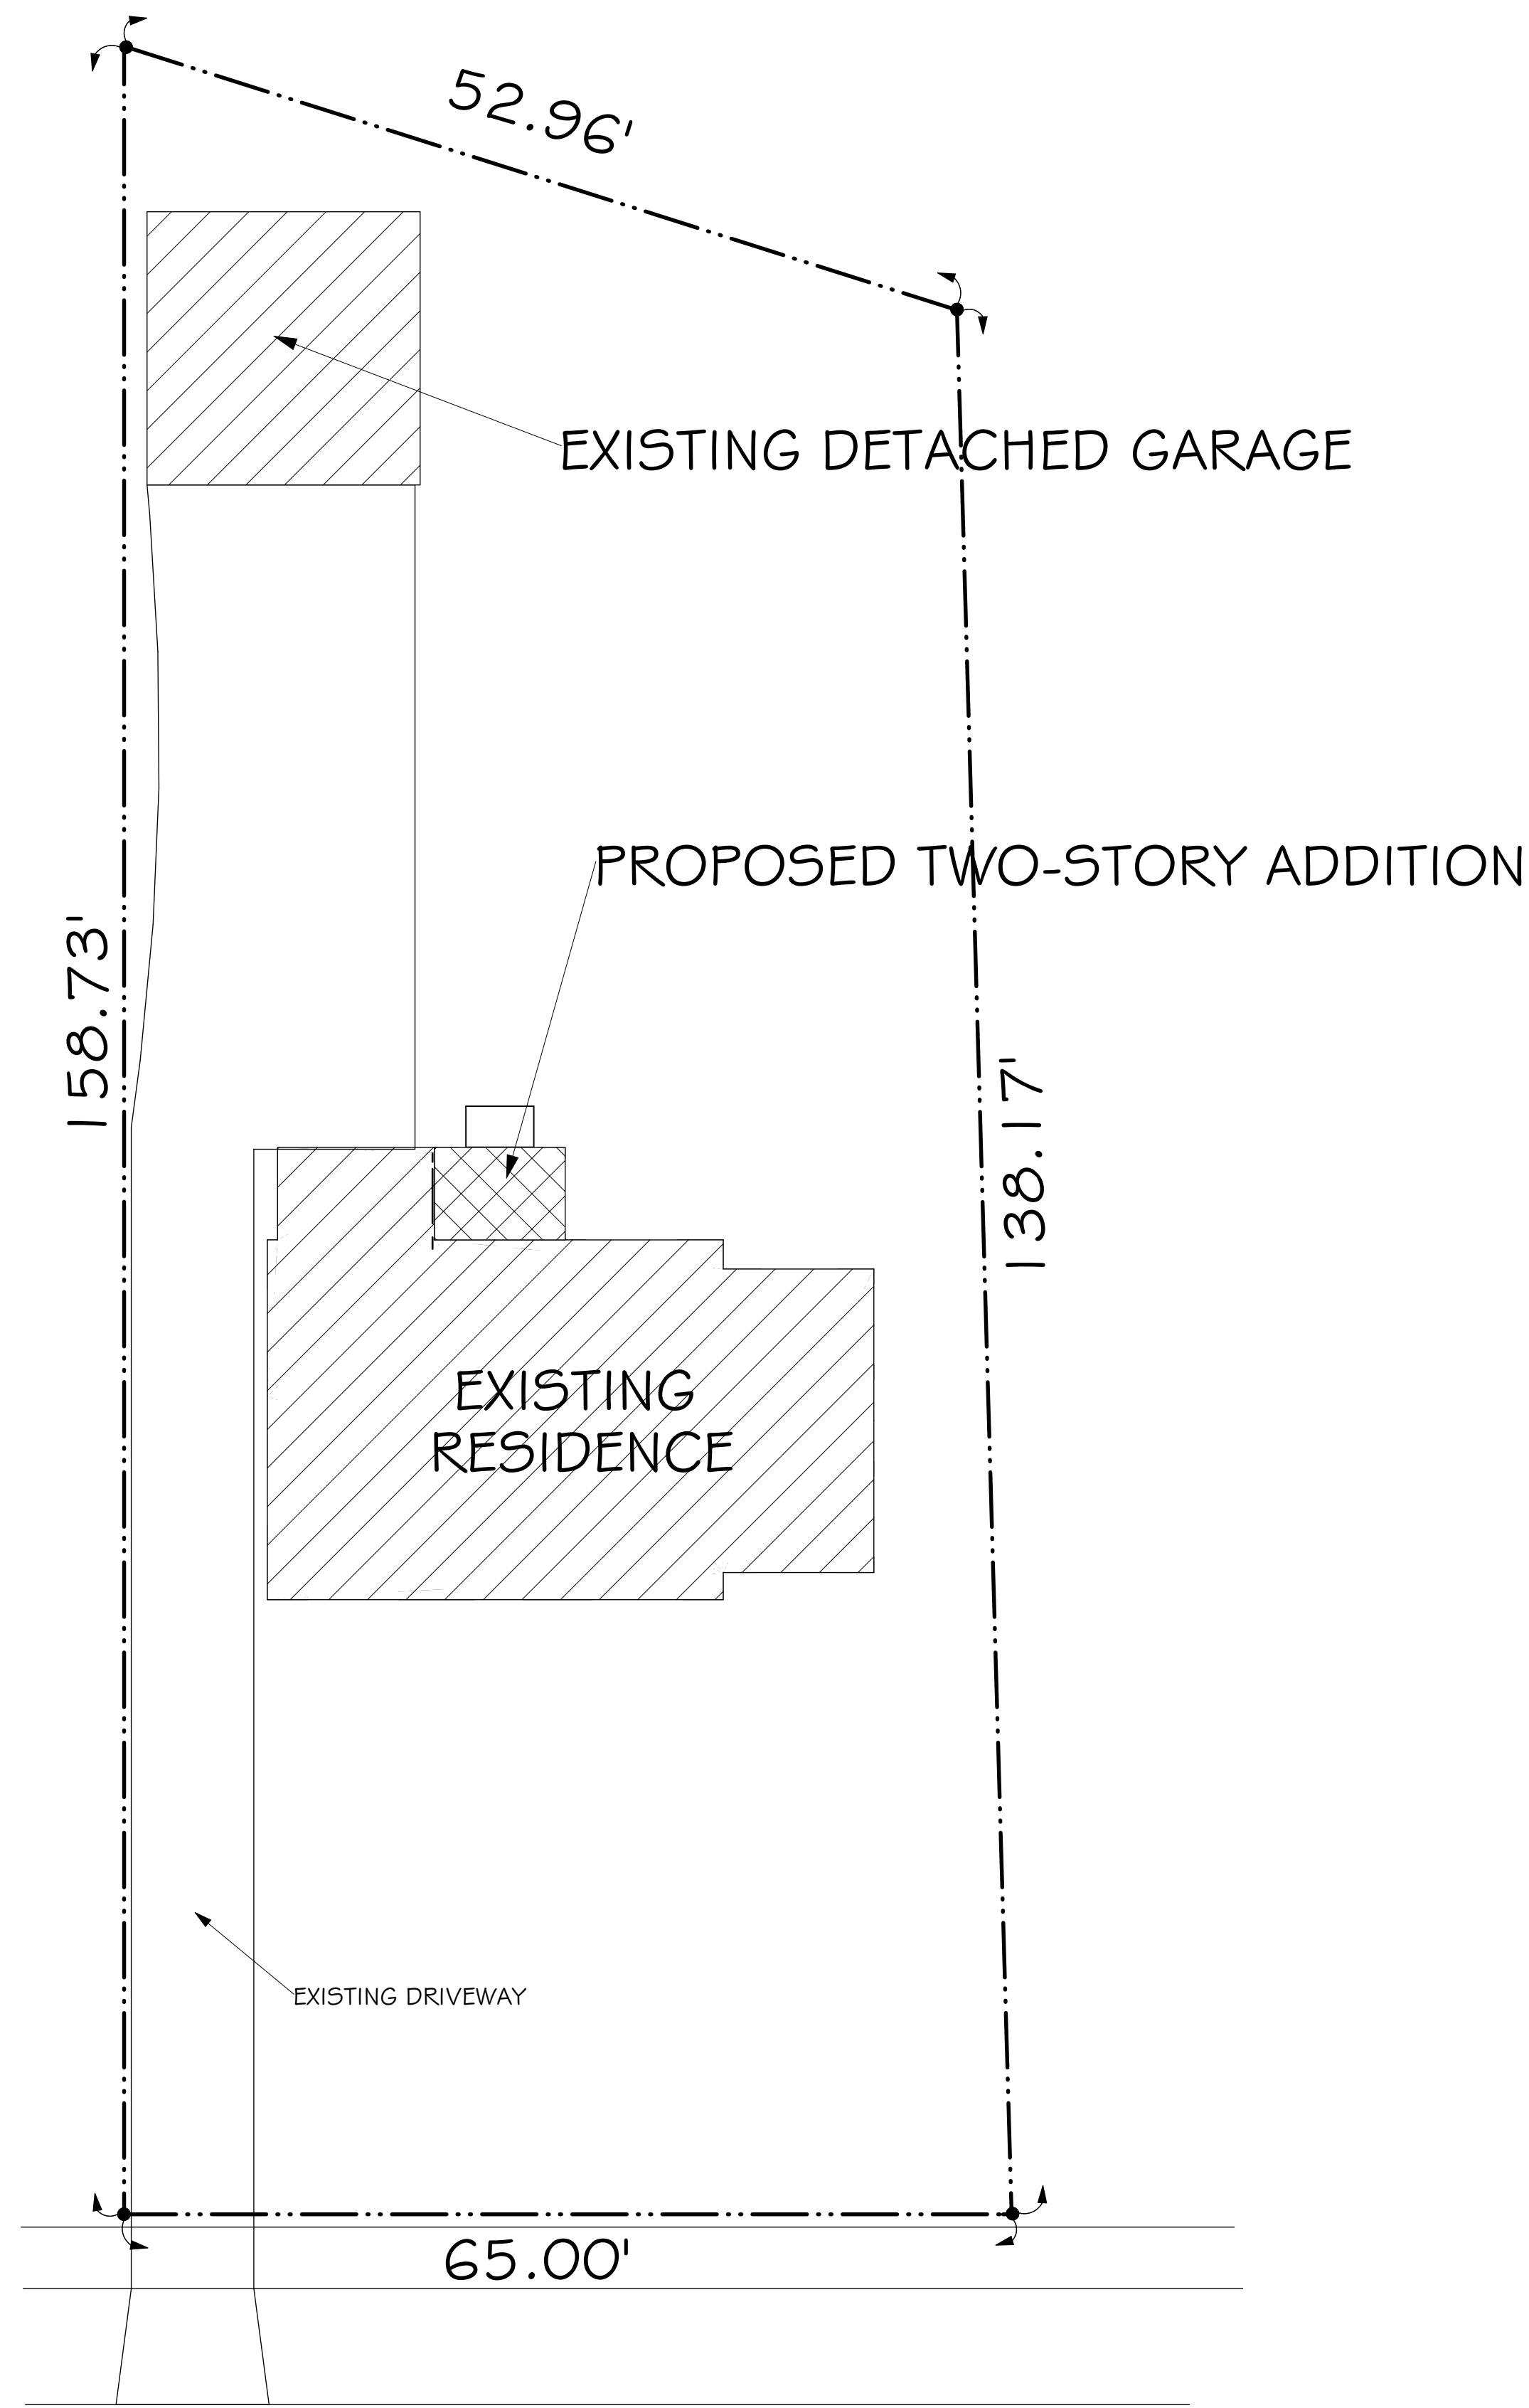 52.96'
EXISTING DETACHED GARAGE
PROPOSED TWO-STORY ADDITION
158.73'
138.17'
EXISTING
RESIDENCE
EXISTING DRIVEWAY
65.00'